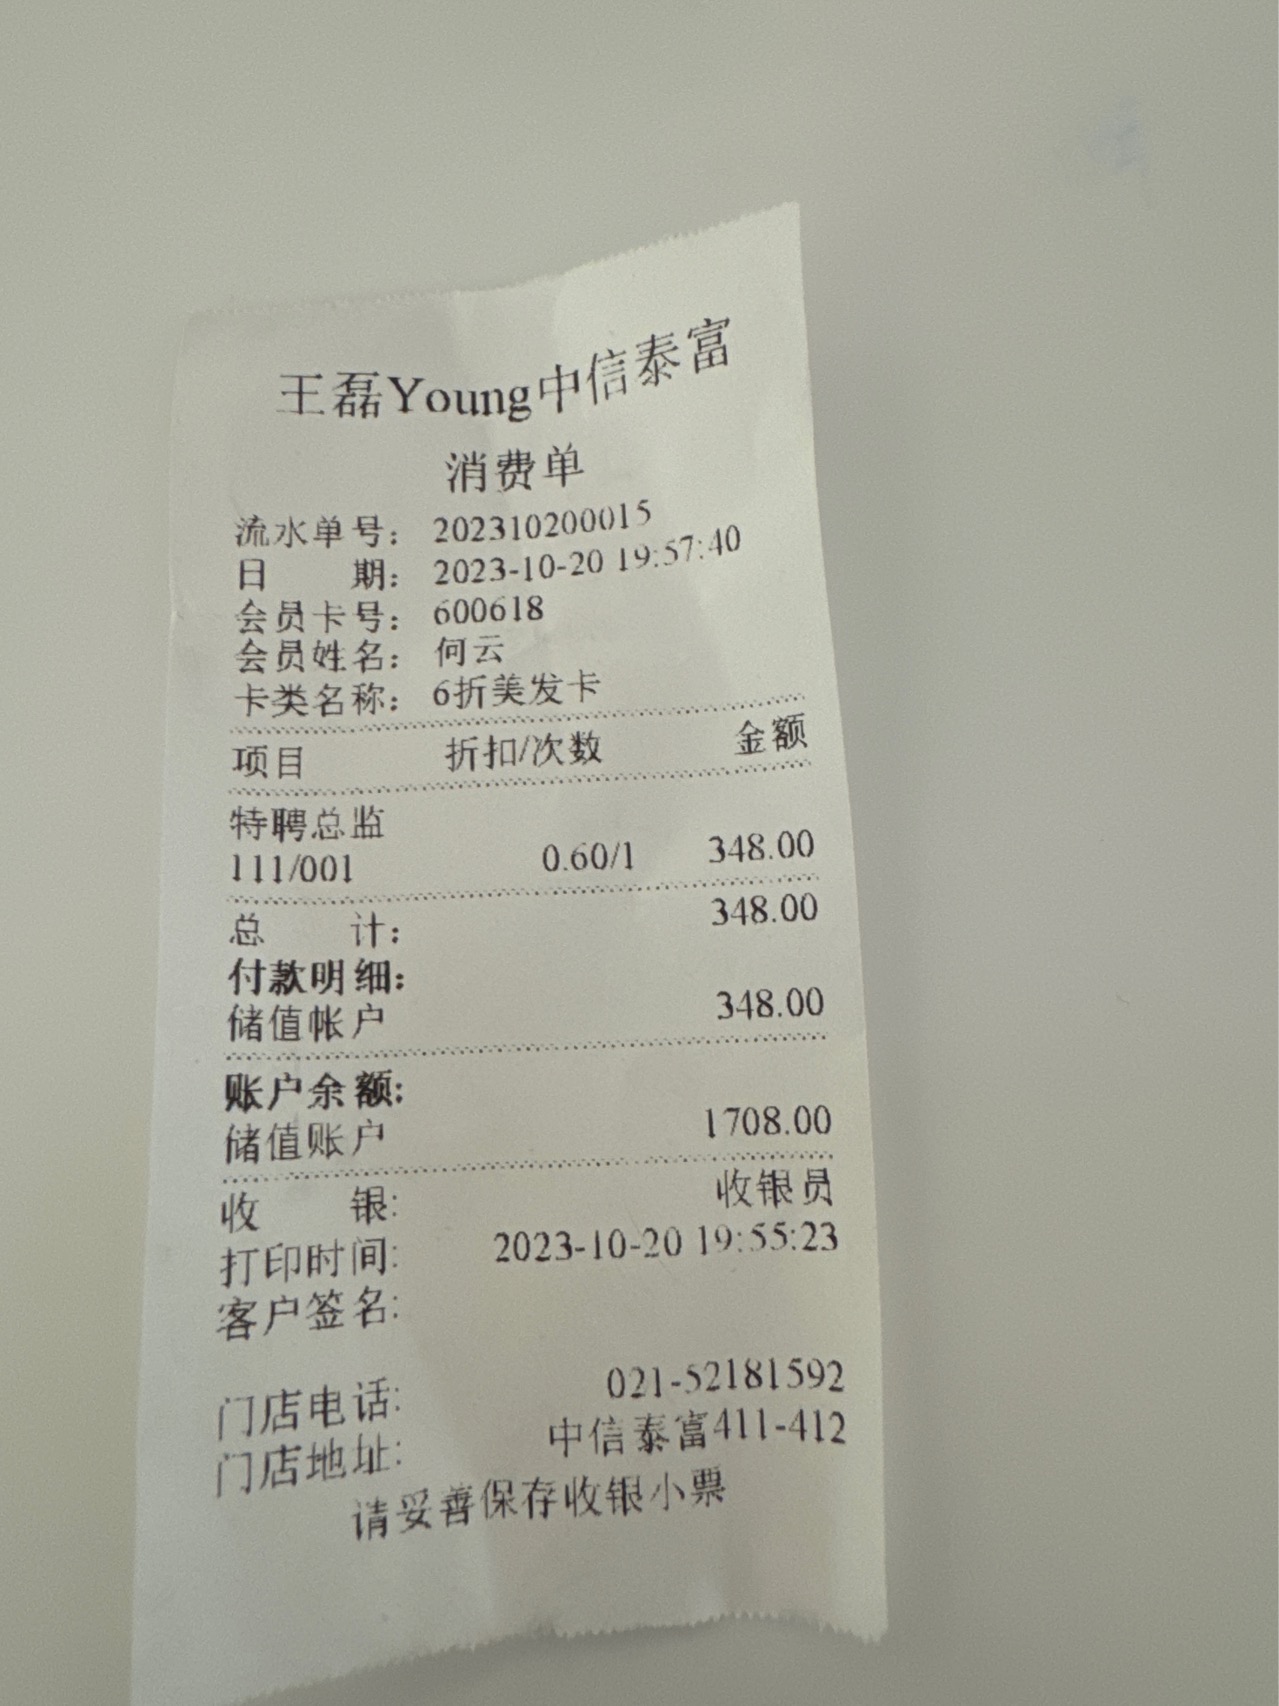 王磊Young中信泰富
消费单
流水单号: 202310200015
日 期: 2023-10-20 19:57:40
会员卡号: 600618
会员姓名: 何云
卡类名称: 6折美发卡
项目 折扣/次数 金额
特聘总监
111/001 0.60/1 348.00
总 计: 348.00
付款明细:
储值帐户 348.00
账户余额:
储值账户 1708.00
收 银: 收银员
打印时间: 2023-10-20 19:55:23
客户签名:
门店电话: 021-52181592
门店地址: 中信泰富411-412
请妥善保存收银小票